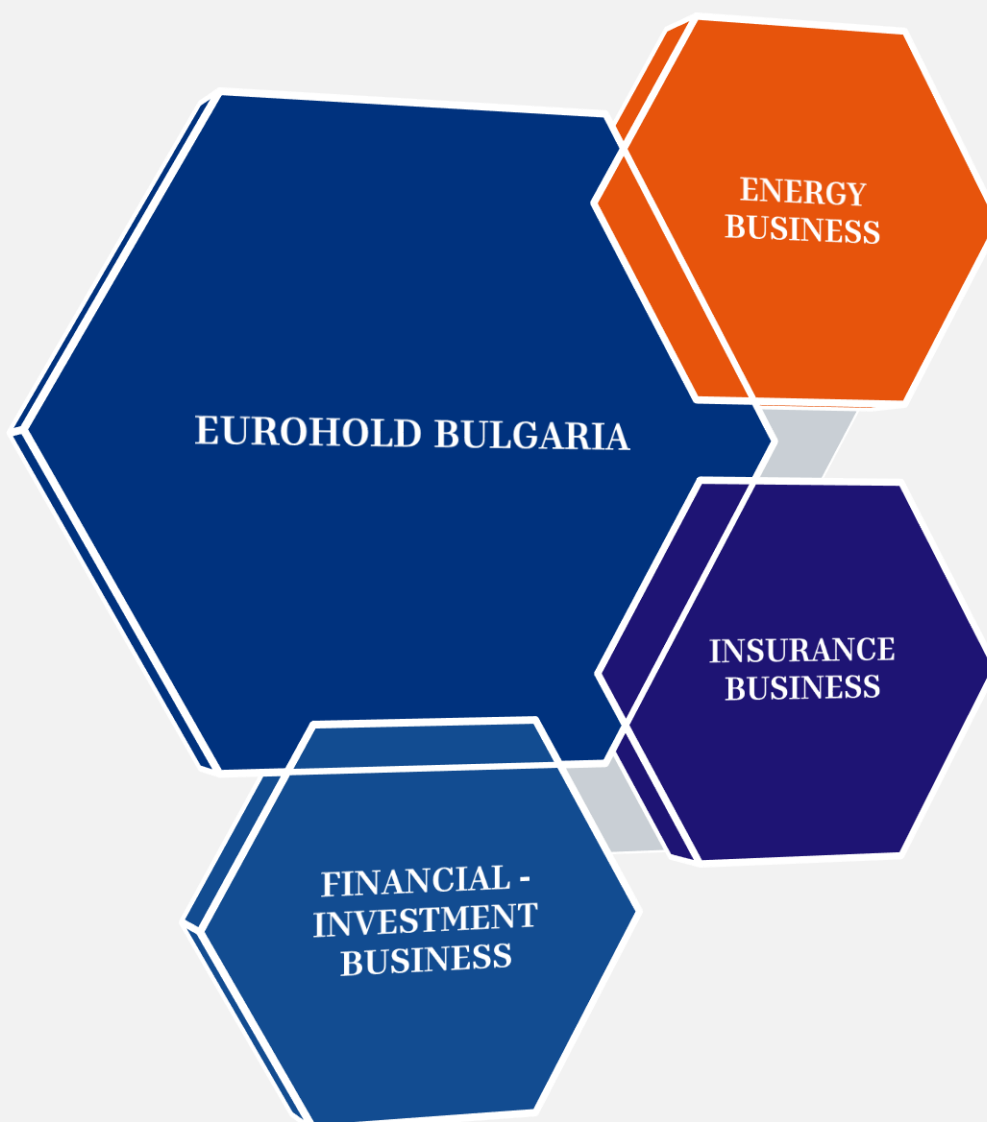 ENERGY
BUSINESS
EUROHOLD BULGARIA
INSURANCE
BUSINESS
FINANCIAL -
INVESTMENT
BUSINESS